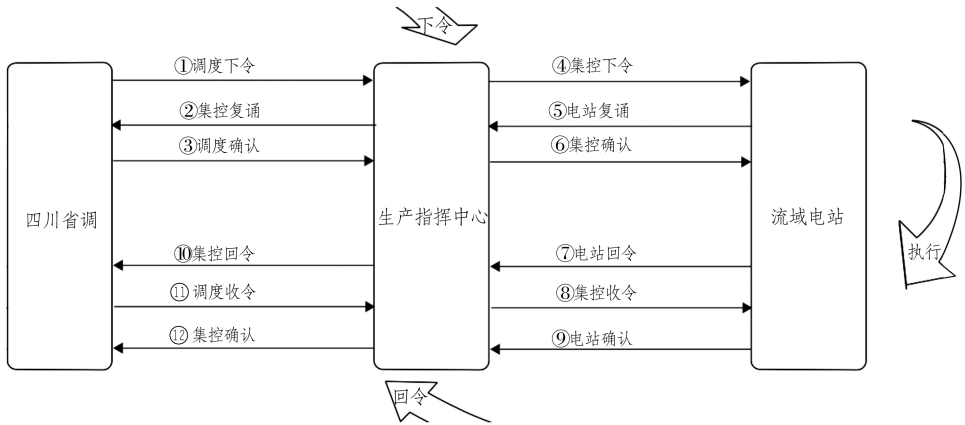 下令
①调度下令
④集控下令
②集控复诵
⑤电站复诵
③调度确认
⑥集控确认
四川省调
生产指挥中心
流域电站
执行
⑩集控回令
⑦电站回令
⑪调度收令
⑧集控收令
⑫集控确认
⑨电站确认
回令